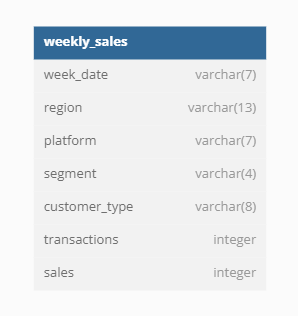 weekly_sales
week_date varchar(7)
region varchar(13)
platform varchar(7)
segment varchar(4)
customer_type varchar(8)
transactions integer
sales integer